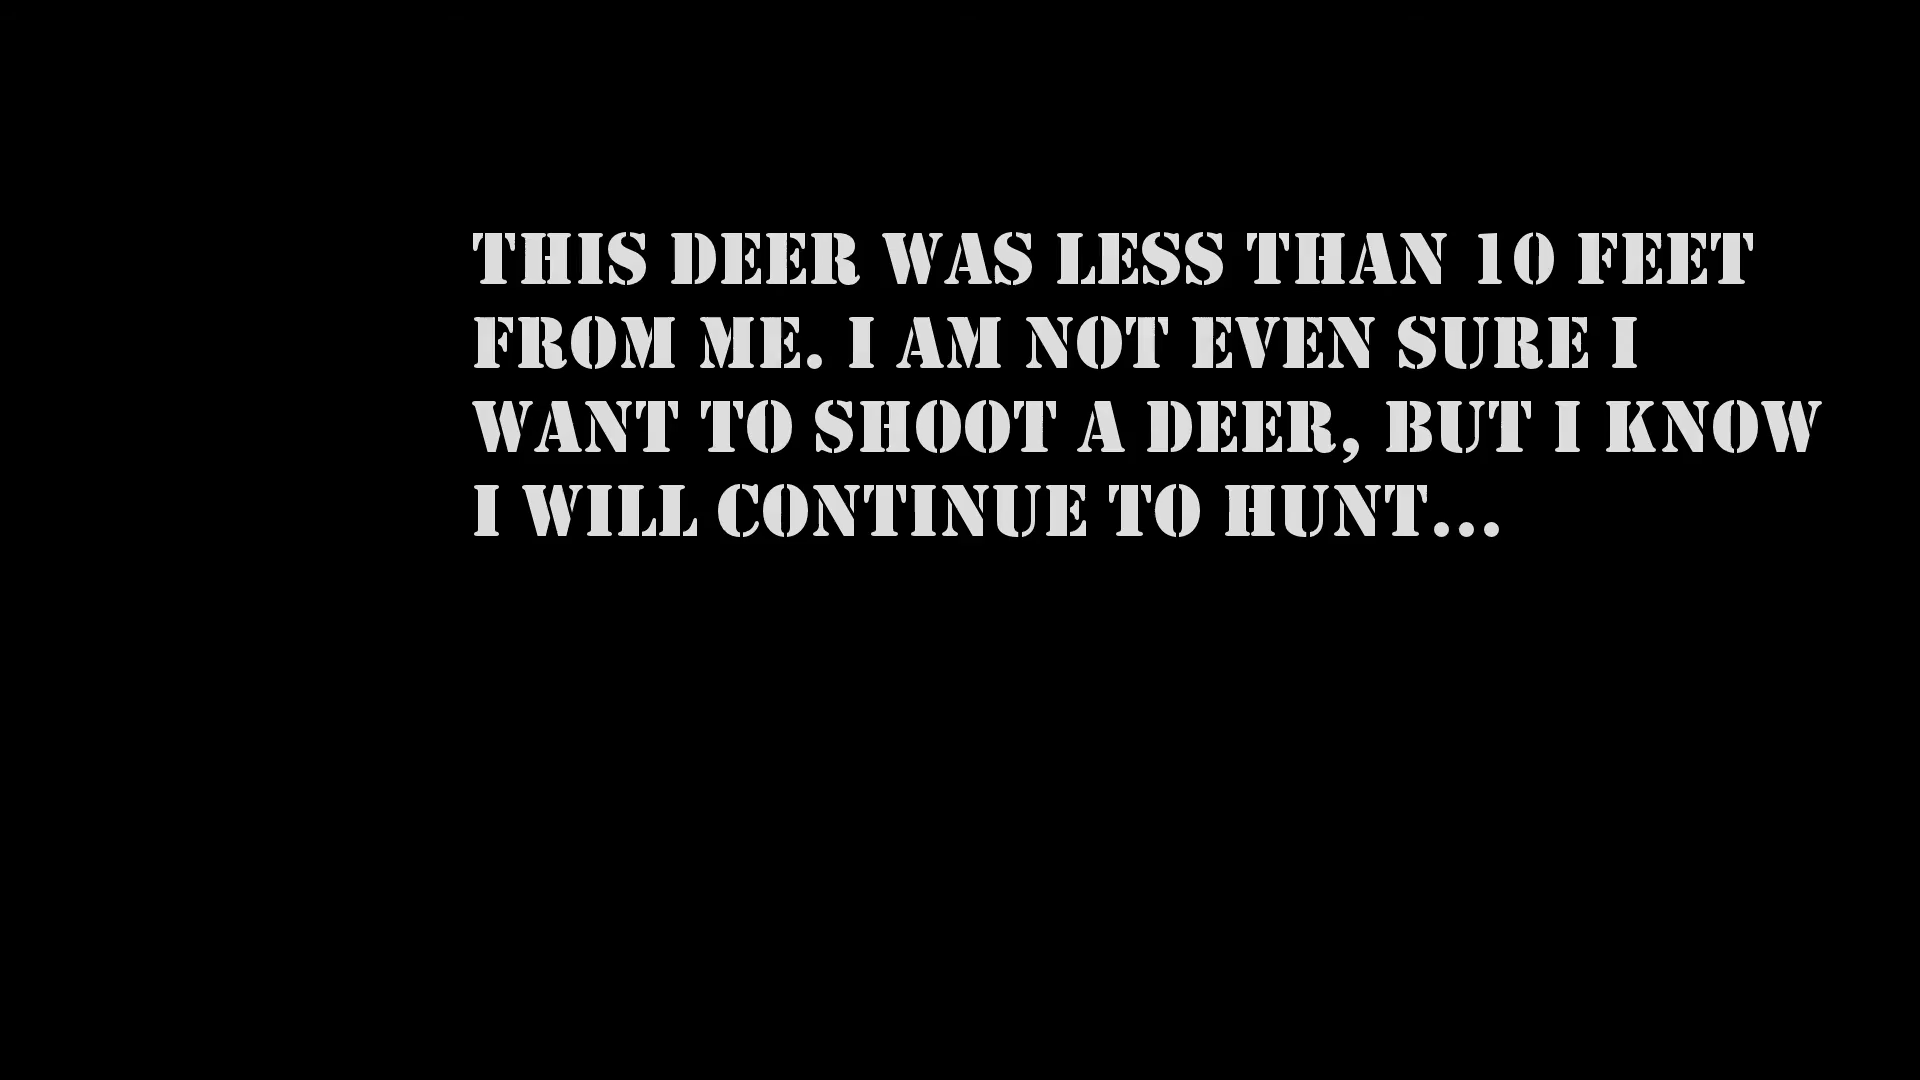 THIS DEER WAS LESS THAN 10 FEET
FROM ME. I AM NOT EVEN SURE I
WANT TO SHOOT A DEER, BUT I KNOW
I WILL CONTINUE TO HUNT...